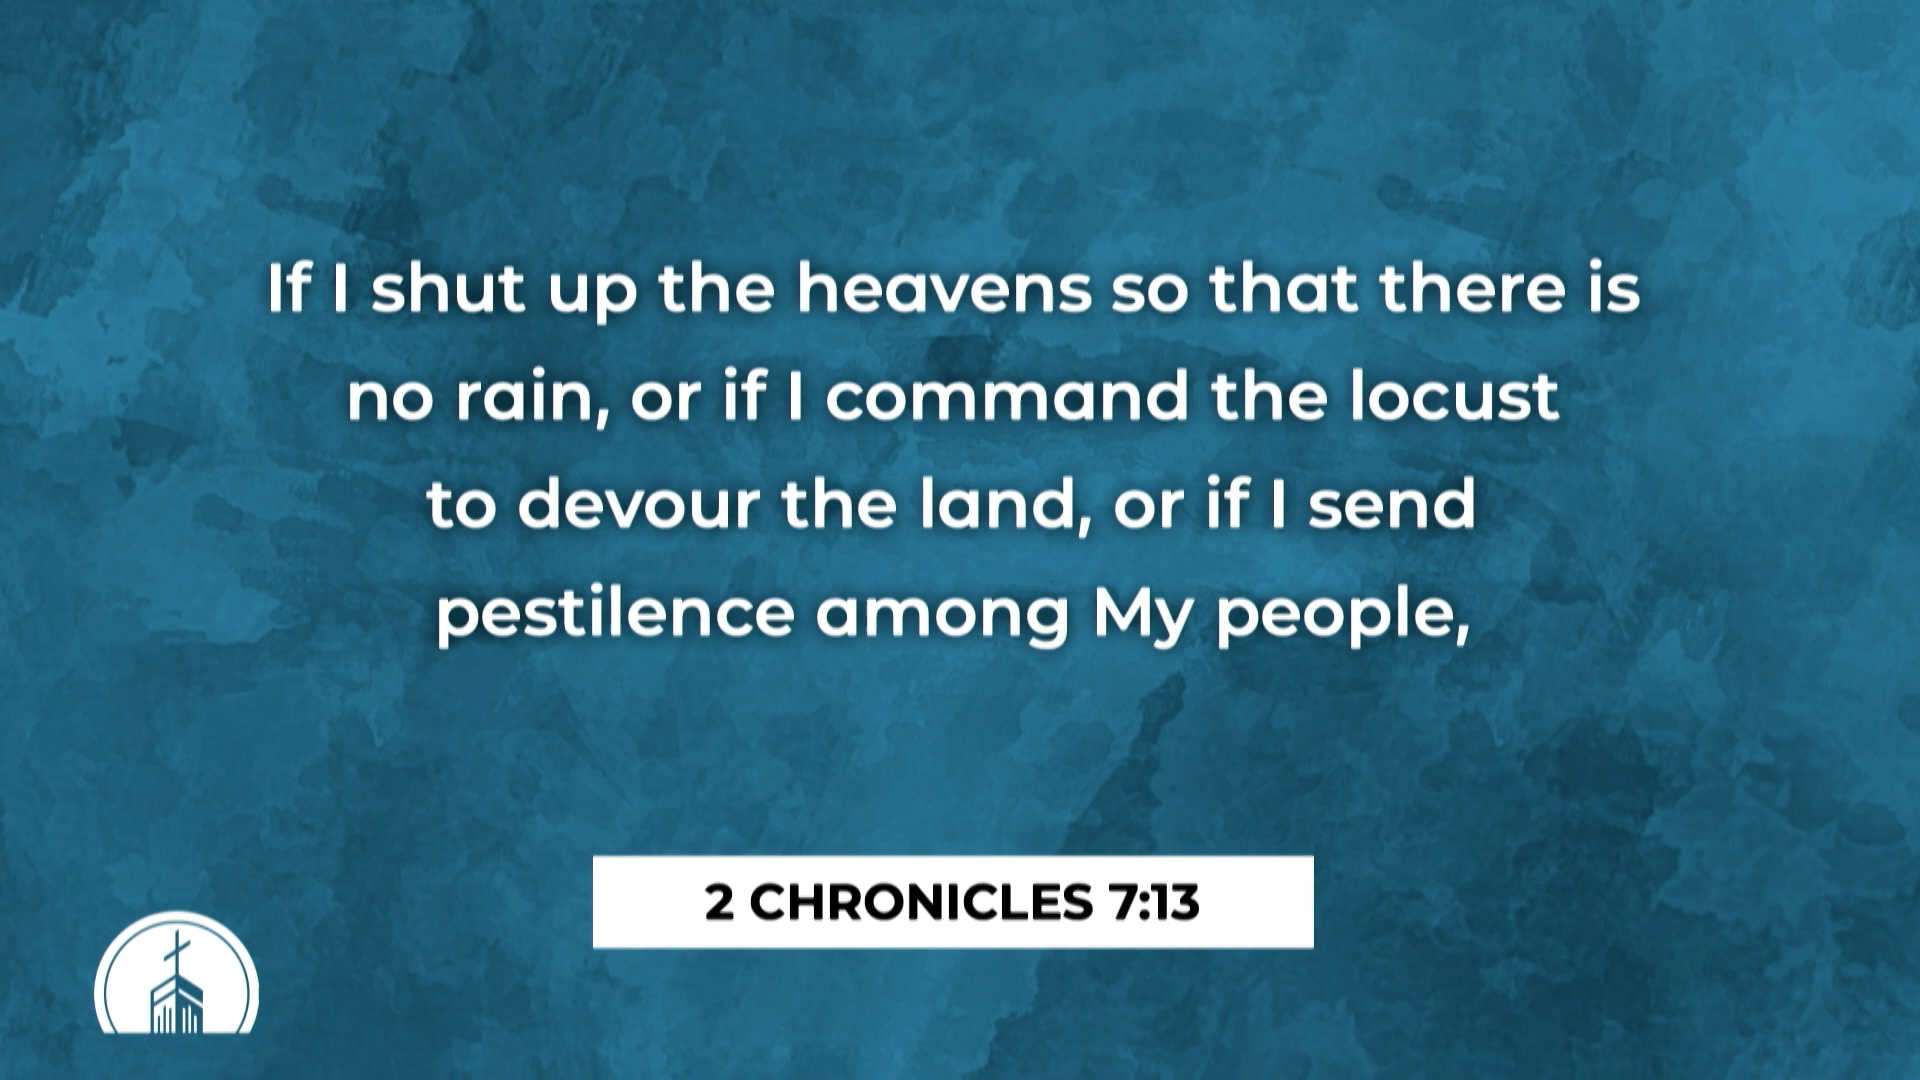 If I shut up the heavens so that there is
no rain, or if I command the locust
to devour the land, or if I send
pestilence among My people,
2 CHRONICLES 7:13